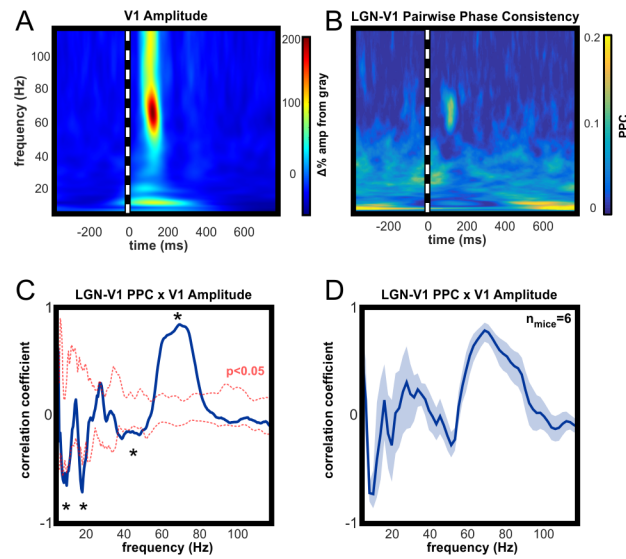 A
V1 Amplitude
frequency (Hz)
100
80
60
40
20
-200
0
200
400
600
time (ms)
200
100
0
Δ% amp from gray
B
LGN-V1 Pairwise Phase Consistency
-200
0
200
400
600
time (ms)
0.2
0.1
0
PPC
C
LGN-V1 PPC x V1 Amplitude
correlation coefficient
1
0
-1
*
p<0.05
*
*
*
20
40
60
80
100
frequency (Hz)
D
LGN-V1 PPC x V1 Amplitude
n_mice=6
correlation coefficient
1
0
-1
20
40
60
80
100
frequency (Hz)